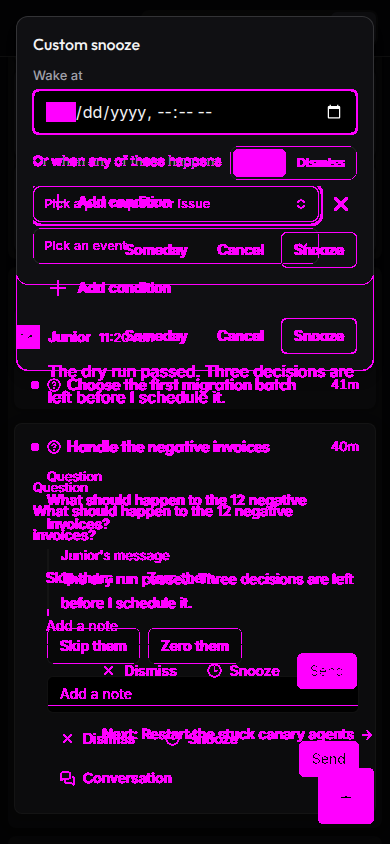 Custom snooze
Wake at
/dd/yyyy, --:-- --
Or when any of these happens
Dismiss
Add condition
Issue
Pick an event
Someday
Cancel
Snooze
Add condition
Junior
Someday
Cancel
Snooze
The dry run passed. Three decisions are
left before I schedule it.
Choose the first migration batch
41m
Handle the negative invoices
40m
Question
Question
What should happen to the 12 negative
What should happen to the 12 negative
invoices?
invoices?
Junior's message
dry run passed. Three decisions are left
before I schedule it.
Add a note
Skip them
Zero them
Dismiss
Snooze
Send
Add a note
Next: Restart the stuck canary agents →
Dismiss
Snooze
Send
Conversation